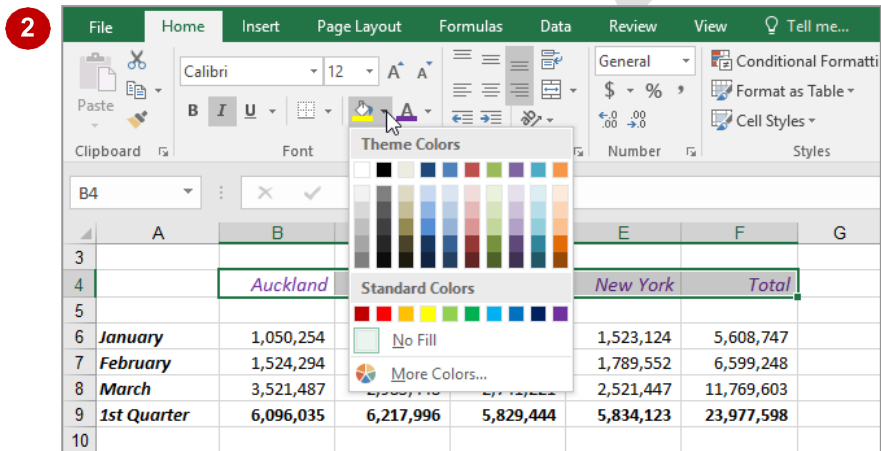 2
File Home Insert Page Layout Formulas Data Review View Tell me...
Calibri 12 A A General Conditional Formatti
Paste B I U A $ % , Format as Table
.00 .00 Cell Styles
Clipboard Font Number Styles
Theme Colors
B4
A B E F G
3
4 Auckland New York Total
Standard Colors
5
6 January 1,050,254 1,523,124 5,608,747
No Fill
7 February 1,524,294 1,789,552 6,599,248
More Colors...
8 March 3,521,487 2,521,447 11,769,603
9 1st Quarter 6,096,035 6,217,996 5,829,444 5,834,123 23,977,598
10